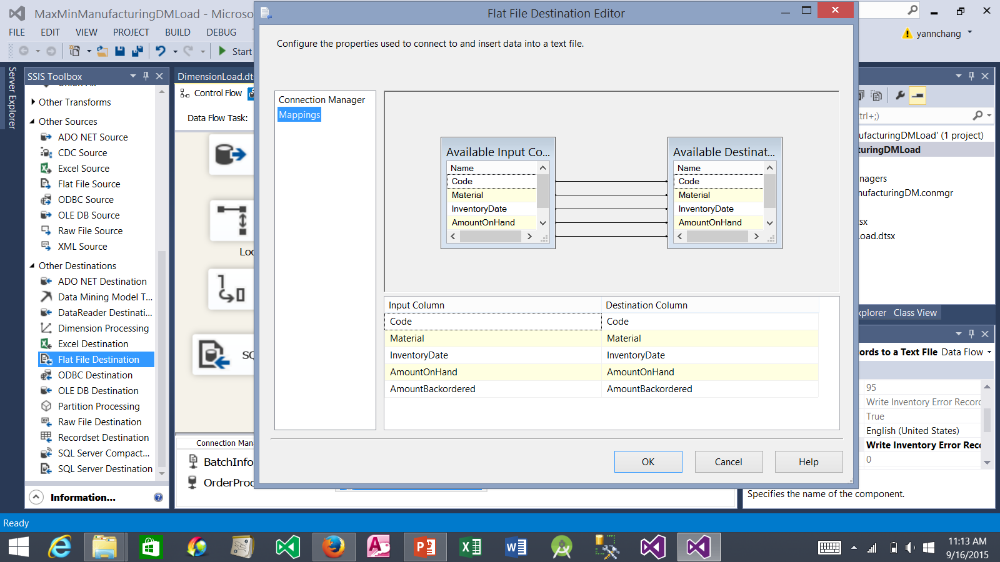 MaxMinManufacturingDMLoad - Microso
FILE EDIT VIEW PROJECT BUILD DEBUG
Start
yannchang
Server Explorer
SSIS Toolbox
Union All
Other Transforms
Other Sources
ADO NET Source
CDC Source
Excel Source
Flat File Source
ODBC Source
OLE DB Source
Raw File Source
XML Source
Other Destinations
ADO NET Destination
Data Mining Model T...
DataReader Destinati...
Dimension Processing
Excel Destination
Flat File Destination
ODBC Destination
OLE DB Destination
Partition Processing
Raw File Destination
Recordset Destination
SQL Server Compact...
SQL Server Destination
Information...
DimensionLoad.dt
Control Flow
Data Flow Task:
Loo
SQ
Connection Man
BatchInfo
OrderProc
Flat File Destination Editor
Configure the properties used to connect to and insert data into a text file.
Connection Manager
Mappings
Available Input Co...
Name
Code
Material
InventoryDate
AmountOnHand
Available Destinat...
Name
Code
Material
InventoryDate
AmountOnHand
Input Column Destination Column
Code Code
Material Material
InventoryDate InventoryDate
AmountOnHand AmountOnHand
AmountBackordered AmountBackordered
OK Cancel Help
trl+;)
ufacturingDMLoad' (1 project)
turingDMLoad
nagers
nufacturingDM.conmgr
sx
Load.dtsx
xplorer Class View
ords to a Text FIle Data Flow
95
Write Inventory Error Record
True
English (United States)
Write Inventory Error Reco
0
Specifies the name of the component.
Ready
11:13 AM
9/16/2015